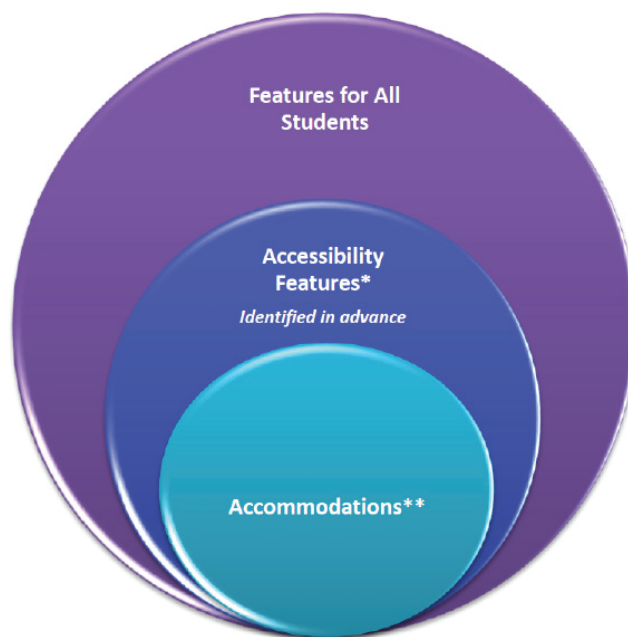 Features for All
Students
Accessibility
Features*
Identified in advance
Accommodations**